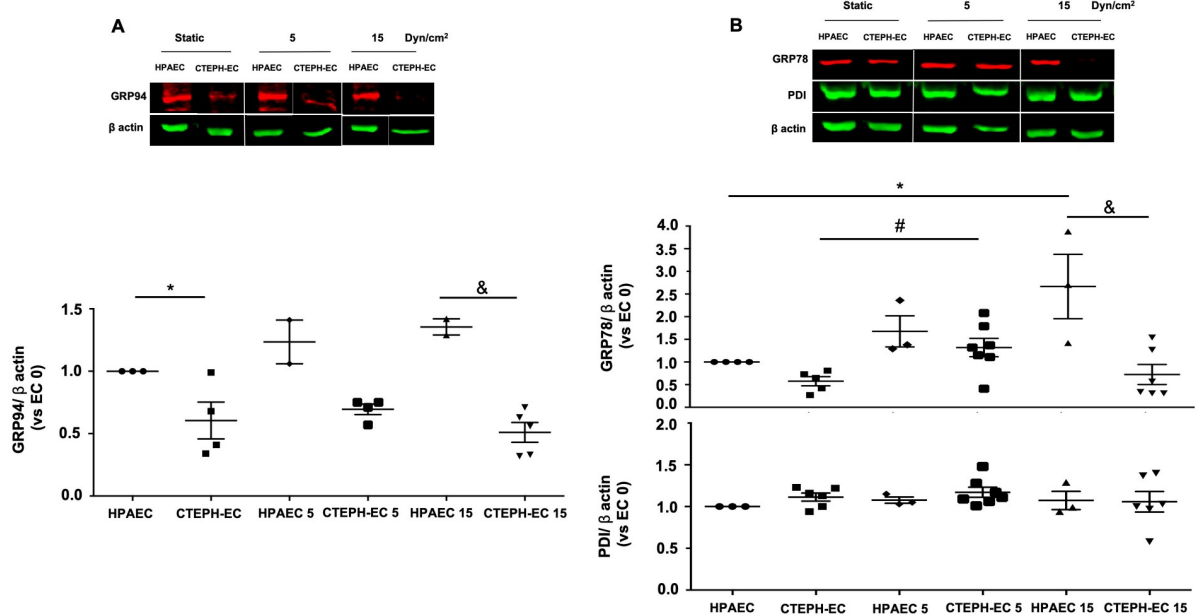 A
Static 5 15 Dyn/cm²
HPAEC CTEPH-EC HPAEC CTEPH-EC HPAEC CTEPH-EC
GRP94
β actin
*
&
GRP94/ β actin
(vs EC 0)
1.5
1.0
0.5
0.0
HPAEC CTEPH-EC HPAEC 5 CTEPH-EC 5 HPAEC 15 CTEPH-EC 15
B
Static 5 15 Dyn/cm²
HPAEC CTEPH-EC HPAEC CTEPH-EC HPAEC CTEPH-EC
GRP78
PDI
β actin
*
#
&
GRP78/ β actin
(vs EC 0)
4.0
3.5
2.5
2.0
1.5
1.0
0.5
0.0
PDI/ β actin
(vs EC 0)
2.0
1.5
1.0
0.5
0.0
HPAEC CTEPH-EC HPAEC 5 CTEPH-EC 5 HPAEC 15 CTEPH-EC 15